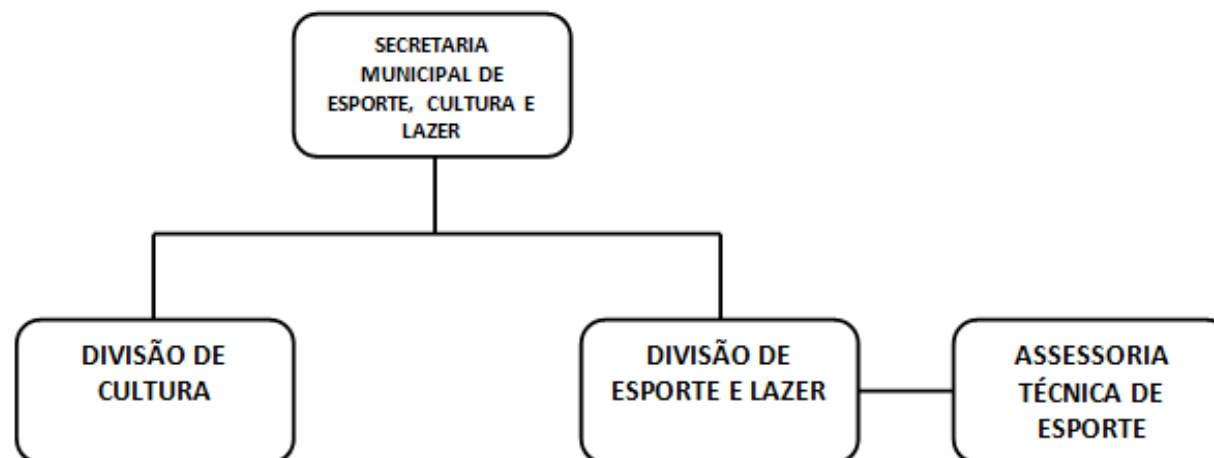 SECRETARIA
MUNICIPAL DE
ESPORTE, CULTURA E
LAZER
DIVISÃO DE
CULTURA
DIVISÃO DE
ESPORTE E LAZER
ASSESSORIA
TÉCNICA DE
ESPORTE